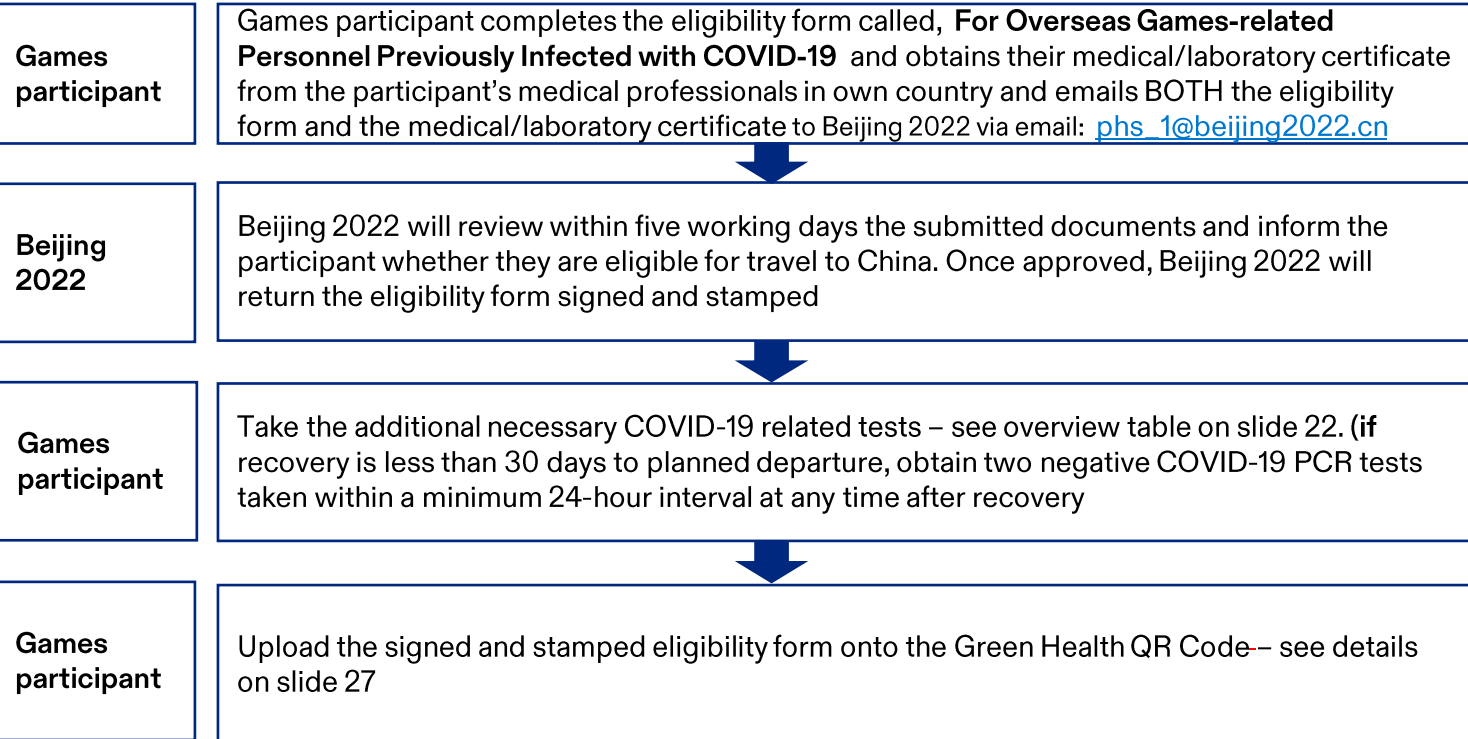 Games
participant
Games participant completes the eligibility form called, For Overseas Games-related
Personnel Previously Infected with COVID-19 and obtains their medical/laboratory certificate
from the participant’s medical professionals in own country and emails BOTH the eligibility
form and the medical/laboratory certificate to Beijing 2022 via email: phs_1@beijing2022.cn
Beijing
2022
Beijing 2022 will review within five working days the submitted documents and inform the
participant whether they are eligible for travel to China. Once approved, Beijing 2022 will
return the eligibility form signed and stamped
Games
participant
Take the additional necessary COVID-19 related tests – see overview table on slide 22. (if
recovery is less than 30 days to planned departure, obtain two negative COVID-19 PCR tests
taken within a minimum 24-hour interval at any time after recovery
Games
participant
Upload the signed and stamped eligibility form onto the Green Health QR Code-– see details
on slide 27